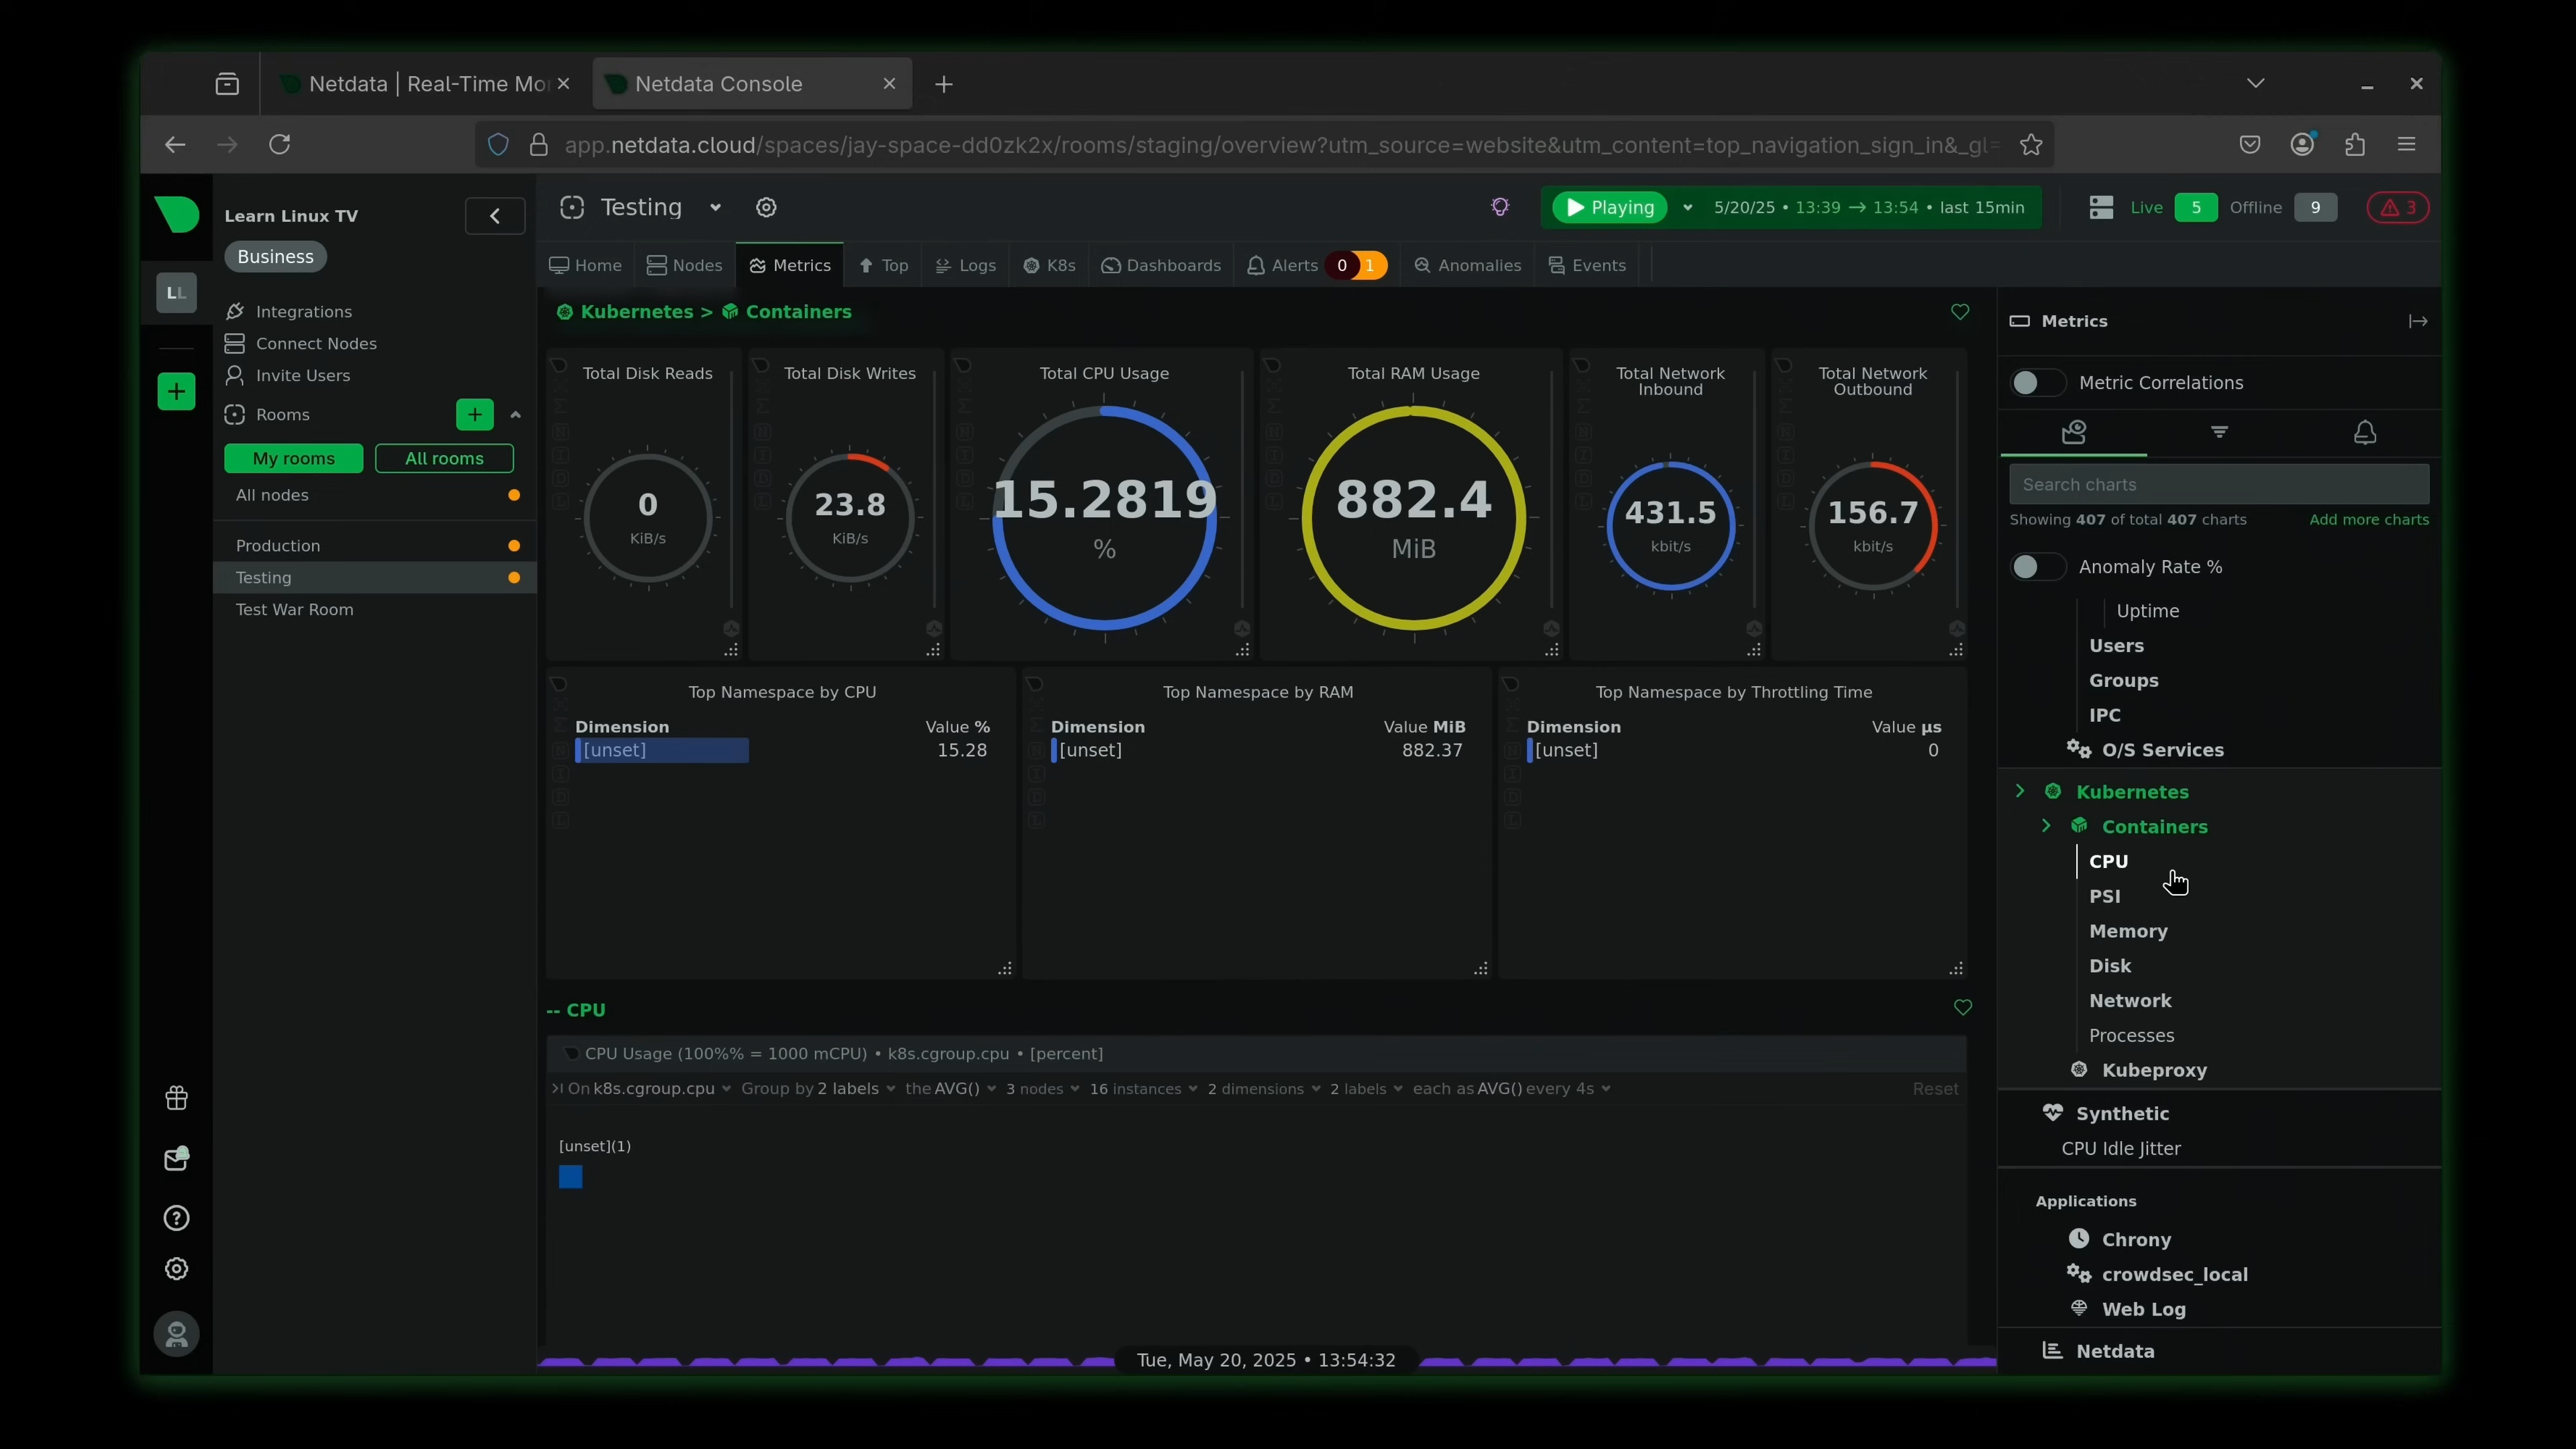 Netdata | Real-Time Mo
Netdata Console
app.netdata.cloud/spaces/jay-space-dd0zk2x/rooms/staging/overview?utm_source=website&utm_content=top_navigation_sign_in&_gl=
Learn Linux TV
Business
LL
Integrations
Connect Nodes
Invite Users
Rooms
My rooms
All rooms
All nodes
Production
Testing
Test War Room
Testing
Playing
5/20/25 • 13:39 → 13:54 • last 15min
Live 5 Offline 9
3
Home
Nodes
Metrics
Top
Logs
K8s
Dashboards
Alerts 0 1
Anomalies
Events
Kubernetes > Containers
Total Disk Reads
0
KiB/s
Total Disk Writes
23.8
KiB/s
Total CPU Usage
15.2819
%
Total RAM Usage
882.4
MiB
Total Network
Inbound
431.5
kbit/s
Total Network
Outbound
156.7
kbit/s
Top Namespace by CPU
Dimension Value %
[unset] 15.28
Top Namespace by RAM
Dimension Value MiB
[unset] 882.37
Top Namespace by Throttling Time
Dimension Value µs
[unset] 0
-- CPU
CPU Usage (100%% = 1000 mCPU) • k8s.cgroup.cpu • [percent]
On k8s.cgroup.cpu Group by 2 labels the AVG() 3 nodes 16 instances 2 dimensions 2 labels each as AVG() every 4s Reset
[unset](1)
Tue, May 20, 2025 • 13:54:32
Metrics
Metric Correlations
Search charts
Showing 407 of total 407 charts Add more charts
Anomaly Rate %
Uptime
Users
Groups
IPC
O/S Services
Kubernetes
Containers
CPU
PSI
Memory
Disk
Network
Processes
Kubeproxy
Synthetic
CPU Idle Jitter
Applications
Chrony
crowdsec_local
Web Log
Netdata